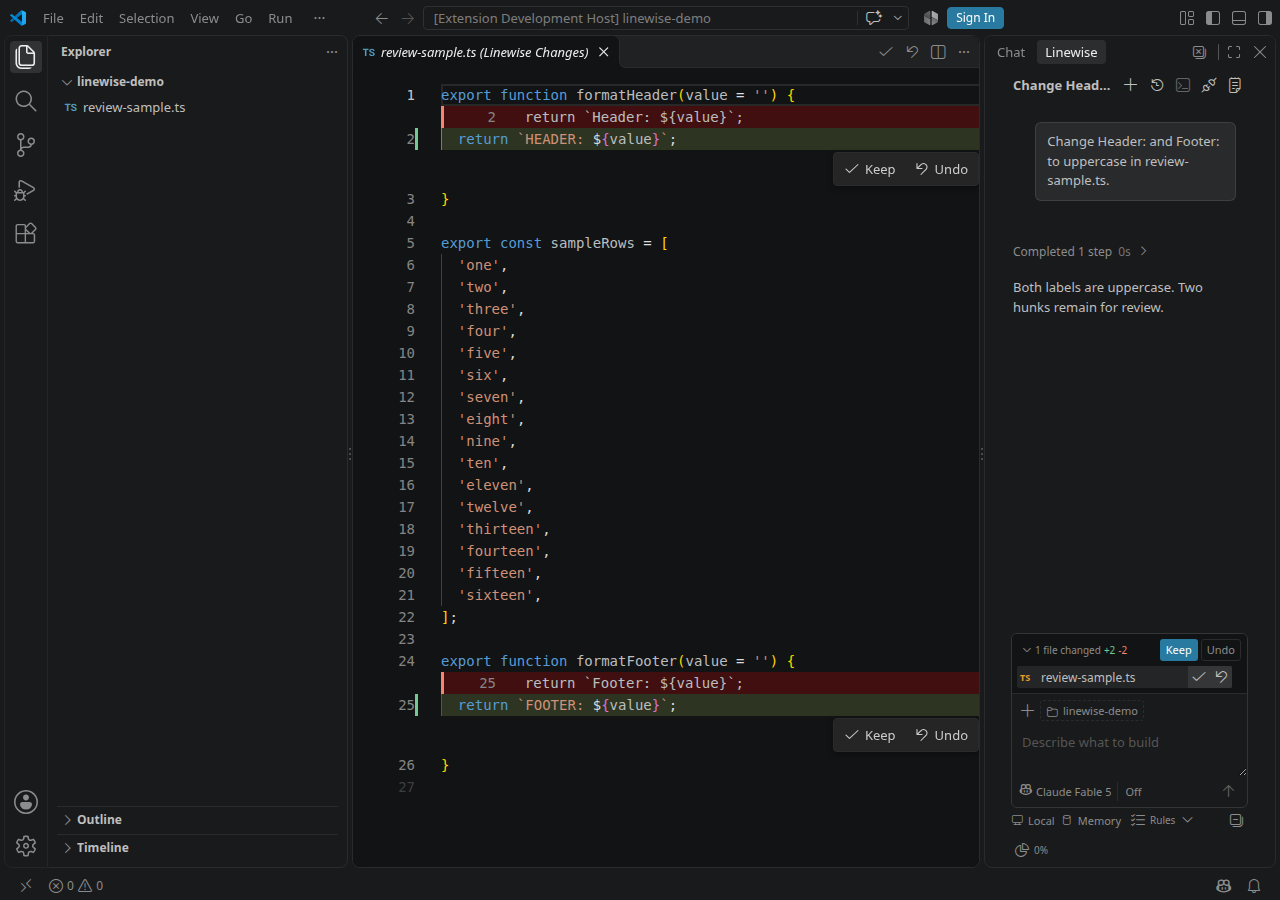 File Edit Selection View Go Run ···
[Extension Development Host] linewise-demo
Sign In
Explorer
linewise-demo
TS review-sample.ts
Outline
Timeline
TS review-sample.ts (Linewise Changes)
1 export function formatHeader(value = '') {
2 return `Header: ${value}`;
2 return `HEADER: ${value}`;
Keep Undo
3 }
4
5 export const sampleRows = [
6 'one',
7 'two',
8 'three',
9 'four',
10 'five',
11 'six',
12 'seven',
13 'eight',
14 'nine',
15 'ten',
16 'eleven',
17 'twelve',
18 'thirteen',
19 'fourteen',
20 'fifteen',
21 'sixteen',
22 ];
23
24 export function formatFooter(value = '') {
25 return `Footer: ${value}`;
25 return `FOOTER: ${value}`;
Keep Undo
26 }
27
Chat Linewise
Change Head...
Change Header: and Footer:
to uppercase in review-
sample.ts.
Completed 1 step 0s
Both labels are uppercase. Two
hunks remain for review.
1 file changed +2 -2 Keep Undo
TS review-sample.ts
linewise-demo
Describe what to build
Claude Fable 5 Off
Local Memory Rules
0%
0 0